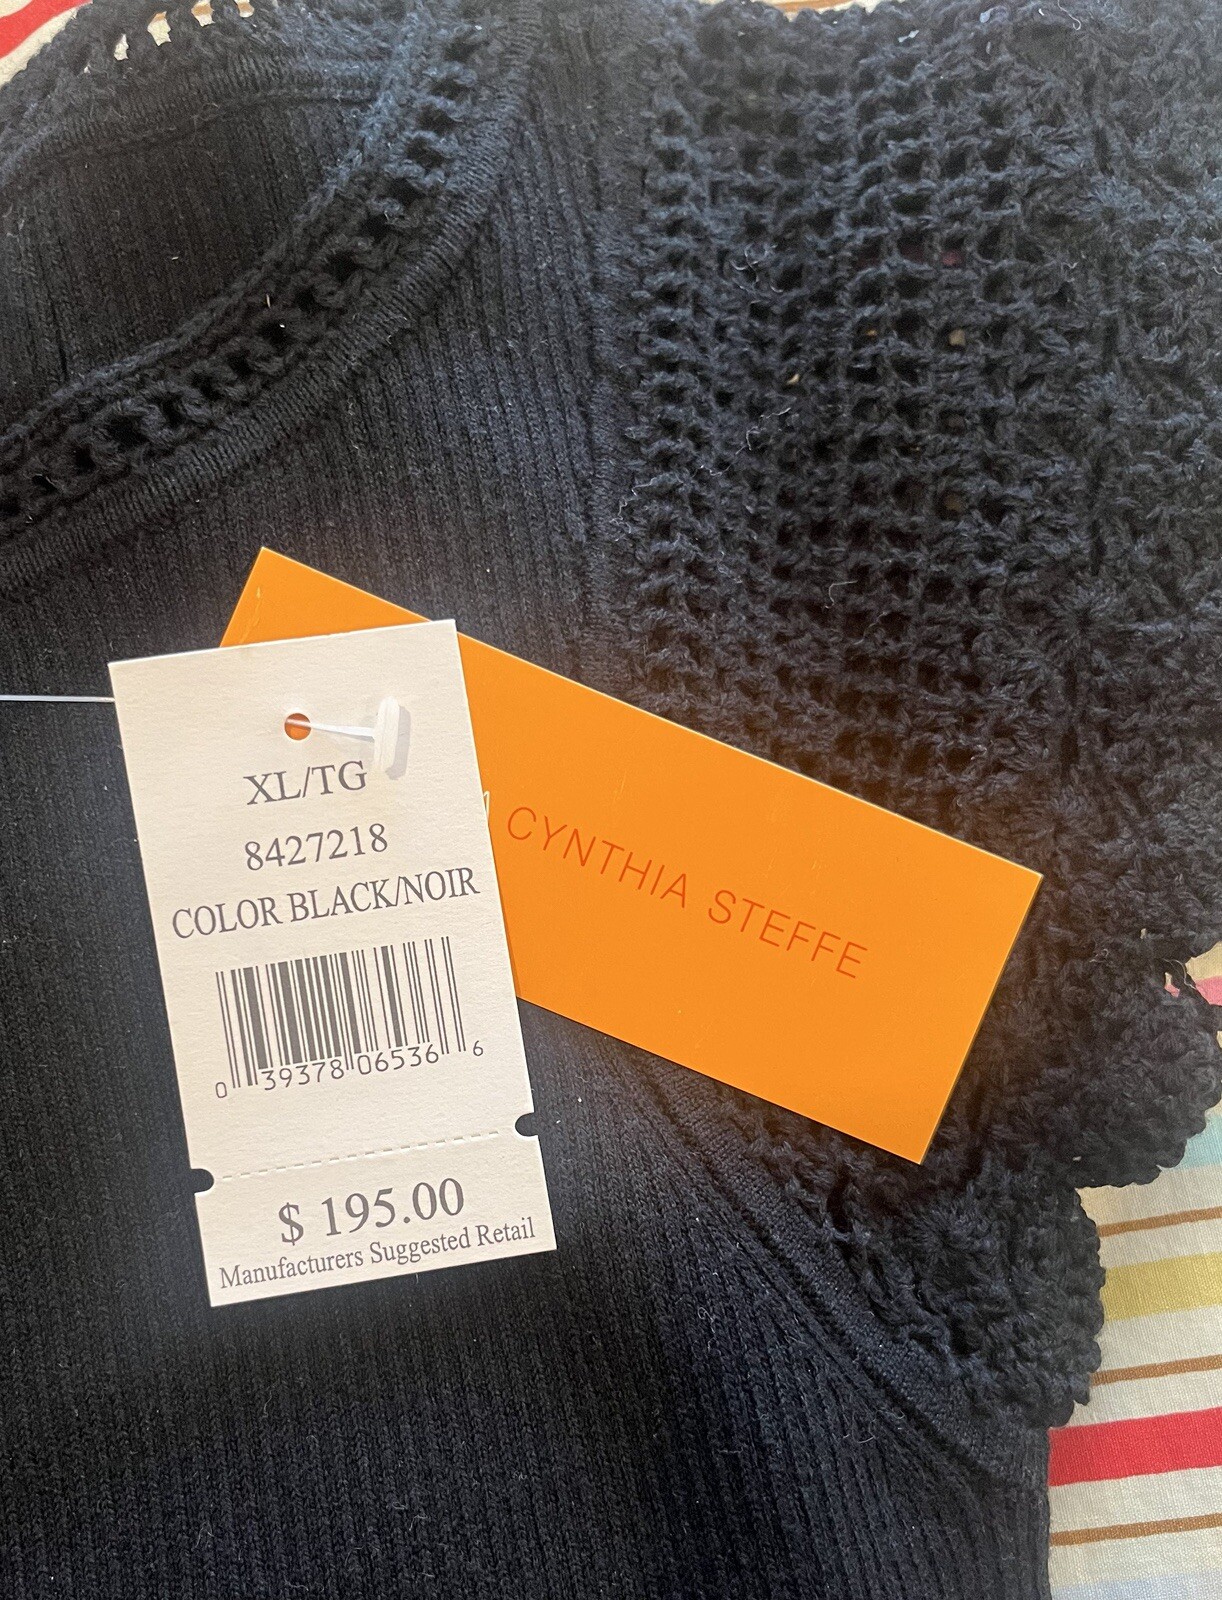 XL/TG
8427218
COLOR BLACK/NOIR
0 39378 06536 6
$ 195.00
Manufacturers Suggested Retail
CYNTHIA STEFFE